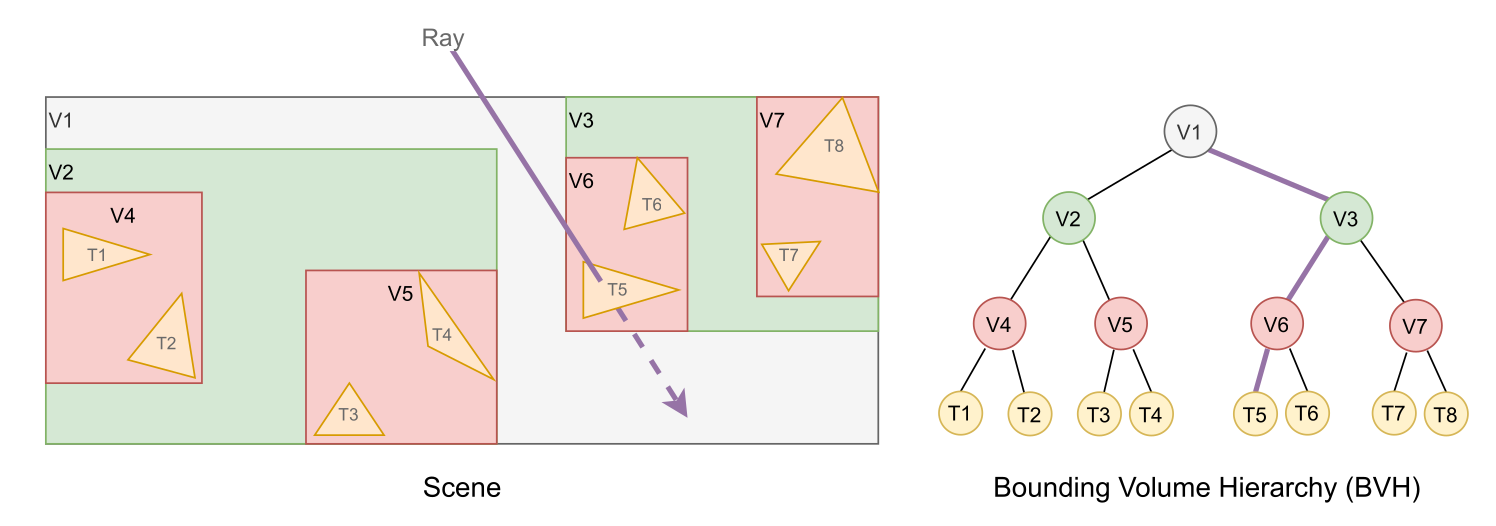 Ray
V1
V2
V4
T1
T2
V5
T4
T3
V3
V6
T6
T5
V7
T8
T7
Scene
V1
V2
V3
V4
V5
V6
V7
T1
T2
T3
T4
T5
T6
T7
T8
Bounding Volume Hierarchy (BVH)